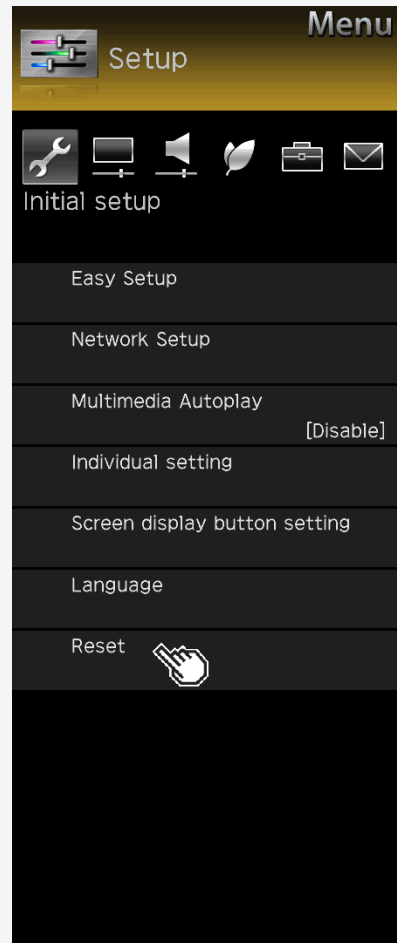 Menu
Setup
Initial setup
Easy Setup
Network Setup
Multimedia Autoplay
[Disable]
Individual setting
Screen display button setting
Language
Reset